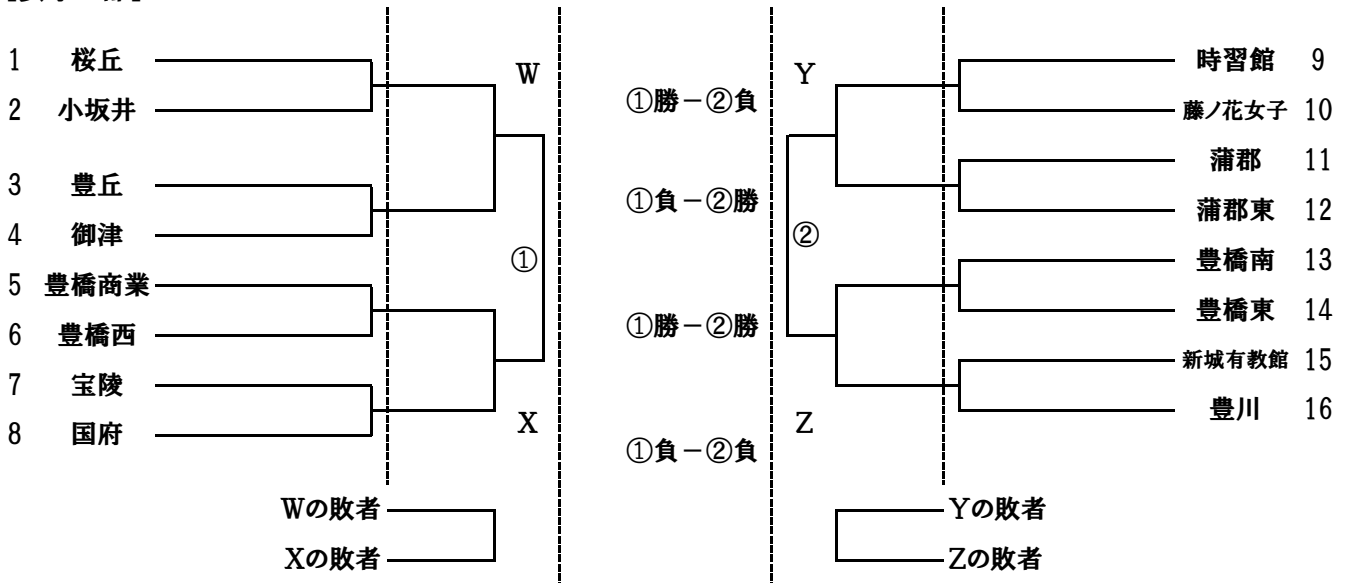 1 桜丘
2 小坂井
3 豊丘
4 御津
5 豊橋商業
6 豊橋西
7 宝陵
8 国府
W
①
X
Wの敗者
Xの敗者
①勝－②負
①負－②勝
①勝－②勝
①負－②負
Y
②
Z
時習館 9
藤ノ花女子 10
蒲郡 11
蒲郡東 12
豊橋南 13
豊橋東 14
新城有教館 15
豊川 16
Yの敗者
Zの敗者